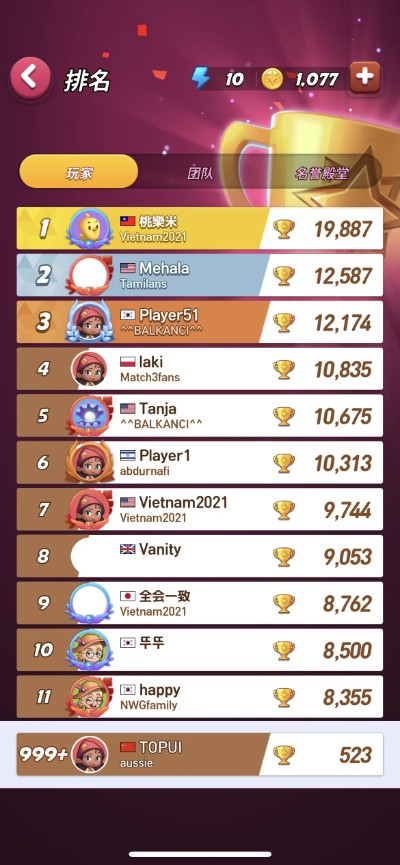 排名
10
1,077
玩家
团队
名誉殿堂
1
桃樂米
Vietnam2021
19,887
2
Mehala
Tamilans
12,587
3
Player51
^^BALKANCI^^
12,174
4
laki
Match3fans
10,835
5
Tanja
^^BALKANCI^^
10,675
6
Player1
abdurnafi
10,313
7
Vietnam2021
Vietnam2021
9,744
8
Vanity
9,053
9
全会一致
Vietnam2021
8,762
10
뚜뚜
8,500
11
happy
NWGfamily
8,355
999+
TOPUI
aussie
523